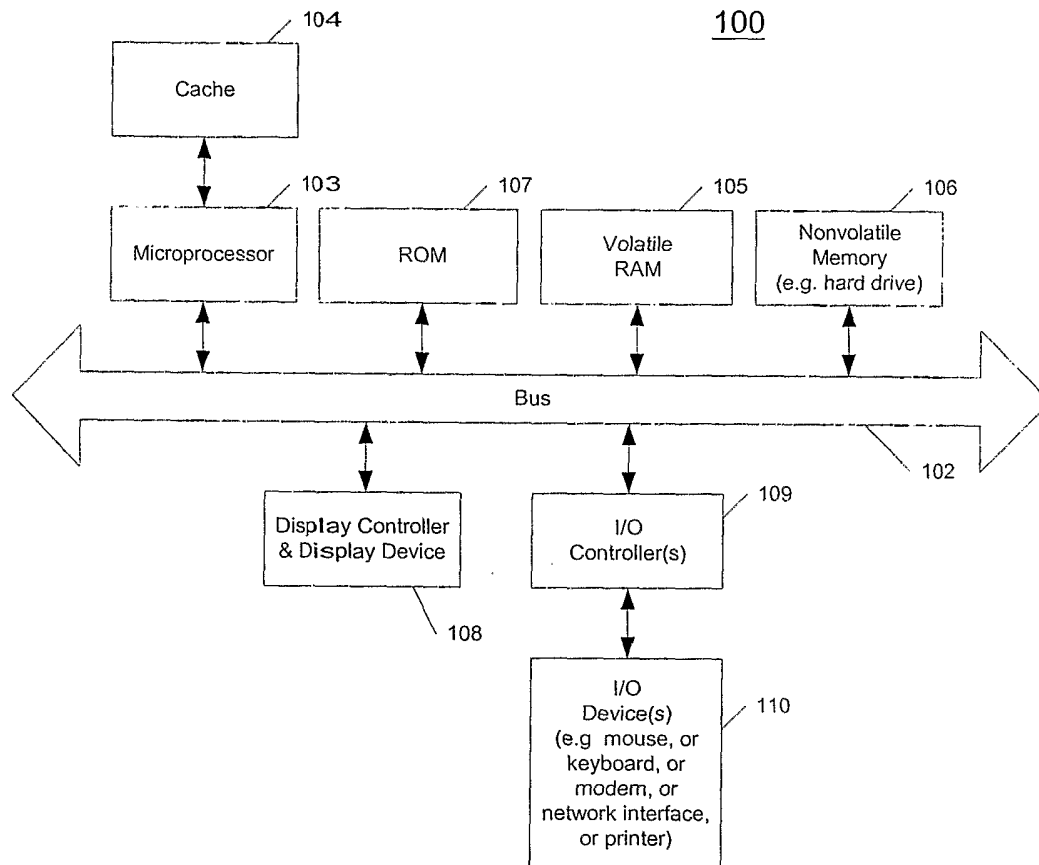 100
104
Cache
103
Microprocessor
107
ROM
105
Volatile
RAM
106
Nonvolatile
Memory
(e.g. hard drive)
Bus
102
Display Controller
& Display Device
108
109
I/O
Controller(s)
I/O
Device(s)
(e.g mouse, or
keyboard, or
modem, or
network interface,
or printer)
110